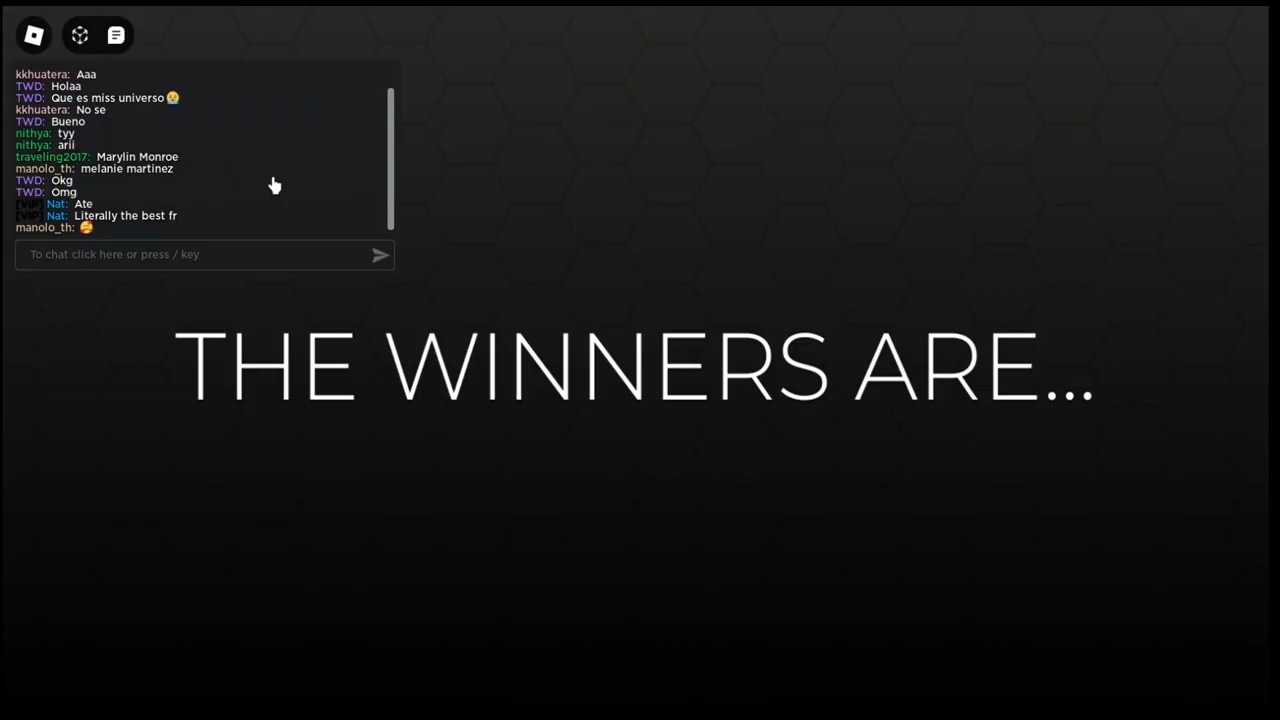 kkhuatera: Aaa
TWD: Holaa
TWD: Que es miss universo😭
kkhuatera: No se
TWD: Bueno
nithya: tyy
nithya: arii
traveling2017: Marylin Monroe
manolo_th: melanie martinez
TWD: Okg
TWD: Omg
[VIP] Nat: Ate
[VIP] Nat: Literally the best fr
manolo_th: 🥰
To chat click here or press / key
THE WINNERS ARE...